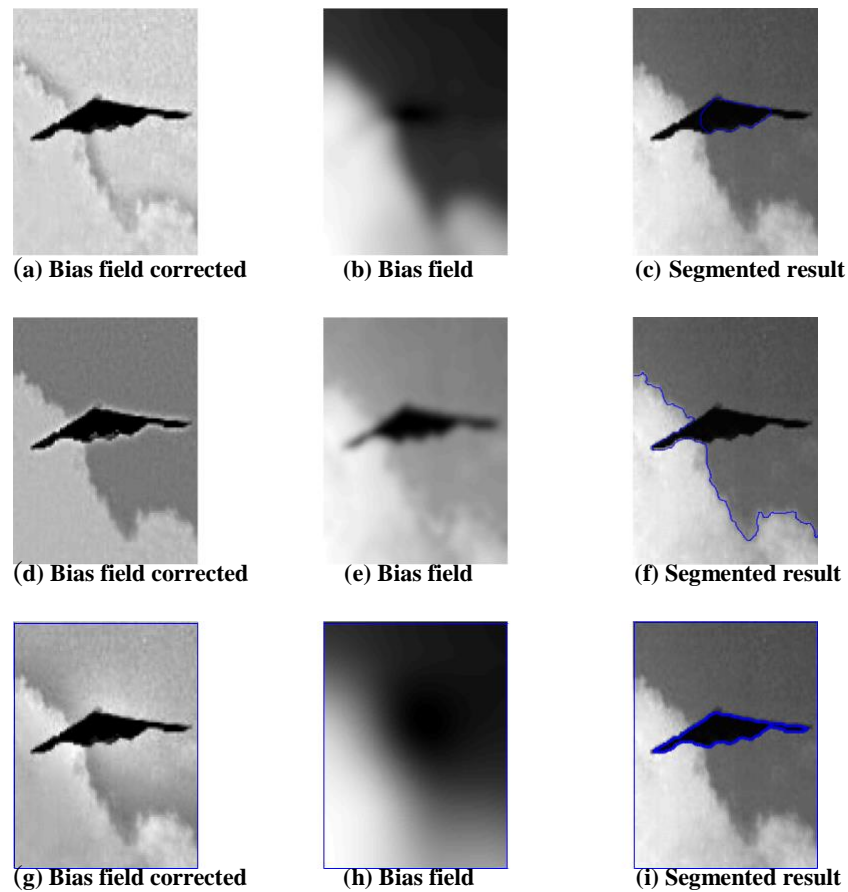 (a) Bias field corrected
(b) Bias field
(c) Segmented result
(d) Bias field corrected
(e) Bias field
(f) Segmented result
(g) Bias field corrected
(h) Bias field
(i) Segmented result